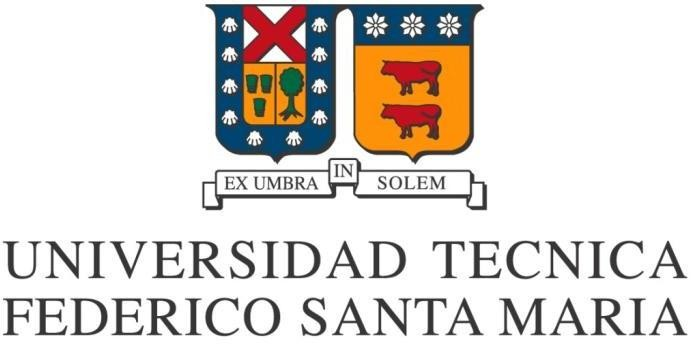 EX UMBRA IN SOLEM
UNIVERSIDAD TECNICA
FEDERICO SANTA MARIA